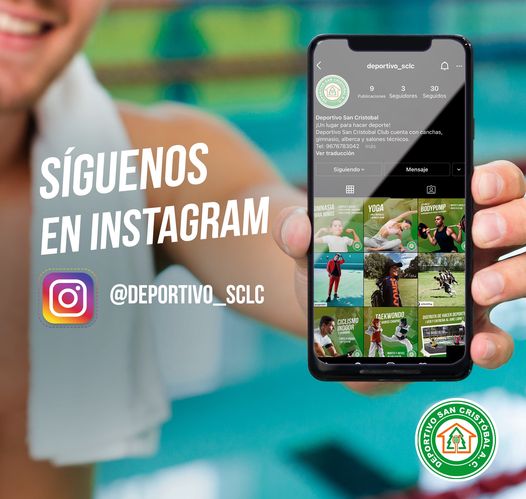 SÍGUENOS
EN INSTAGRAM
@DEPORTIVO_SCLC
deportivo_sclc
9
Publicaciones
3
Seguidores
30
Seguidos
Deportivo San Cristobal
¡Un lugar para hacer deporte!
Deportivo San Cristobal Club cuenta con canchas,
gimnasio, alberca y salones técnicos.
Tel: 9676783042 más
Ver traducción
Siguiendo
Mensaje
GIMNASIA
YOGA
BODYPUMP
CICLISMO
INDOOR
TAEKWONDO
DEPORTIVO SAN CRISTÓBAL A. C.